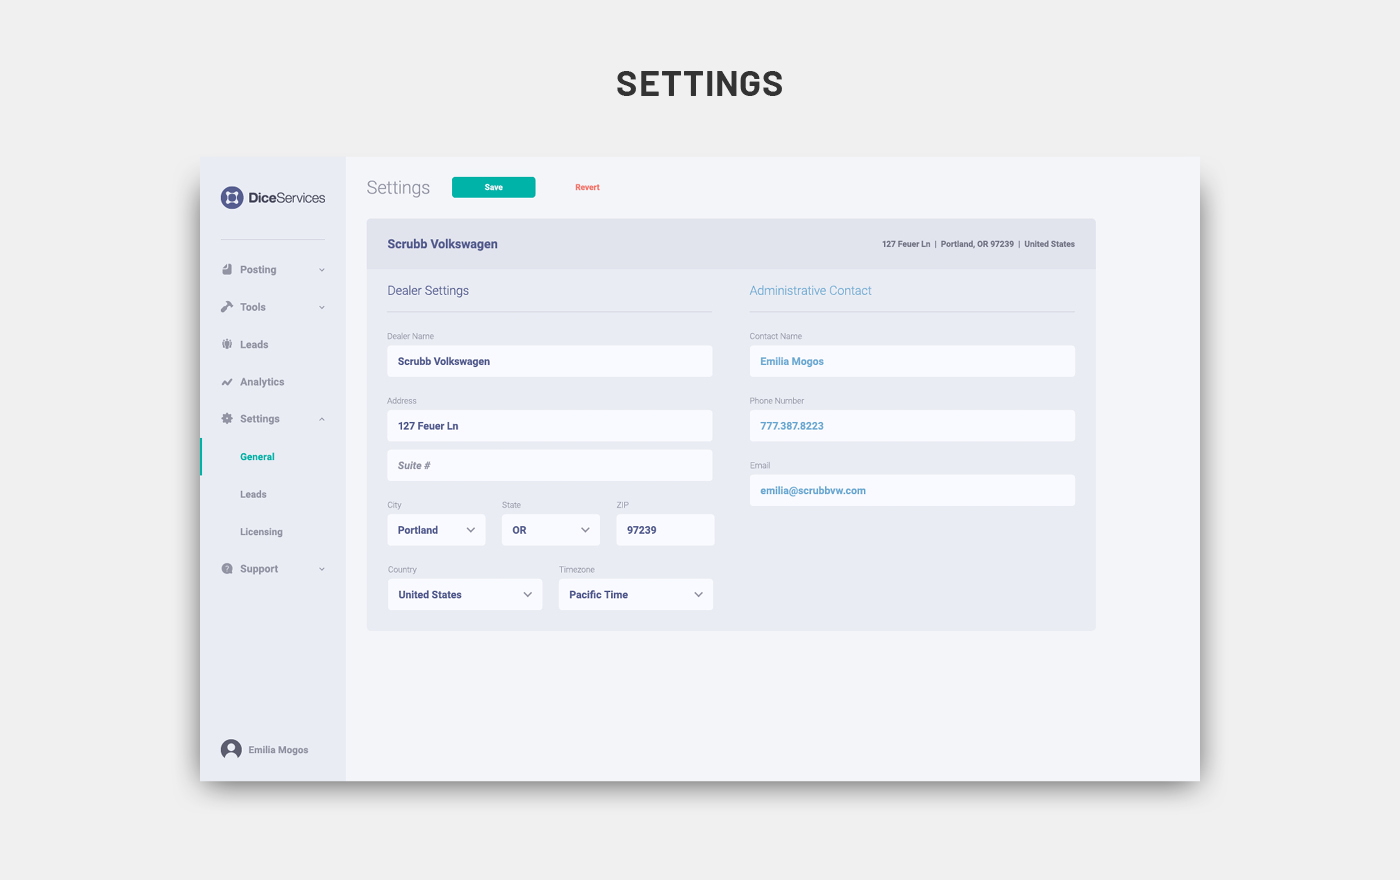 SETTINGS
DiceServices
Posting
Tools
Leads
Analytics
Settings
General
Leads
Licensing
Support
Emilia Mogos
Settings
Save
Revert
Scrubb Volkswagen
127 Feuer Ln | Portland, OR 97239 | United States
Dealer Settings
Dealer Name
Scrubb Volkswagen
Address
127 Feuer Ln
Suite #
City
State
ZIP
Portland
OR
97239
Country
Timezone
United States
Pacific Time
Administrative Contact
Contact Name
Emilia Mogos
Phone Number
777.387.8223
Email
emilia@scrubbvw.com